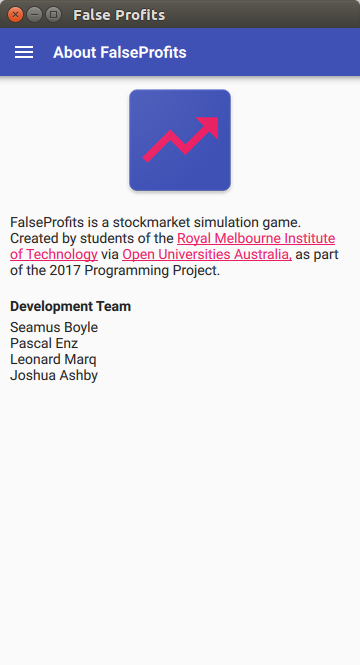 False Profits
About FalseProfits
FalseProfits is a stockmarket simulation game.
Created by students of the Royal Melbourne Institute
of Technology via Open Universities Australia, as part
of the 2017 Programming Project.
Development Team
Seamus Boyle
Pascal Enz
Leonard Marq
Joshua Ashby